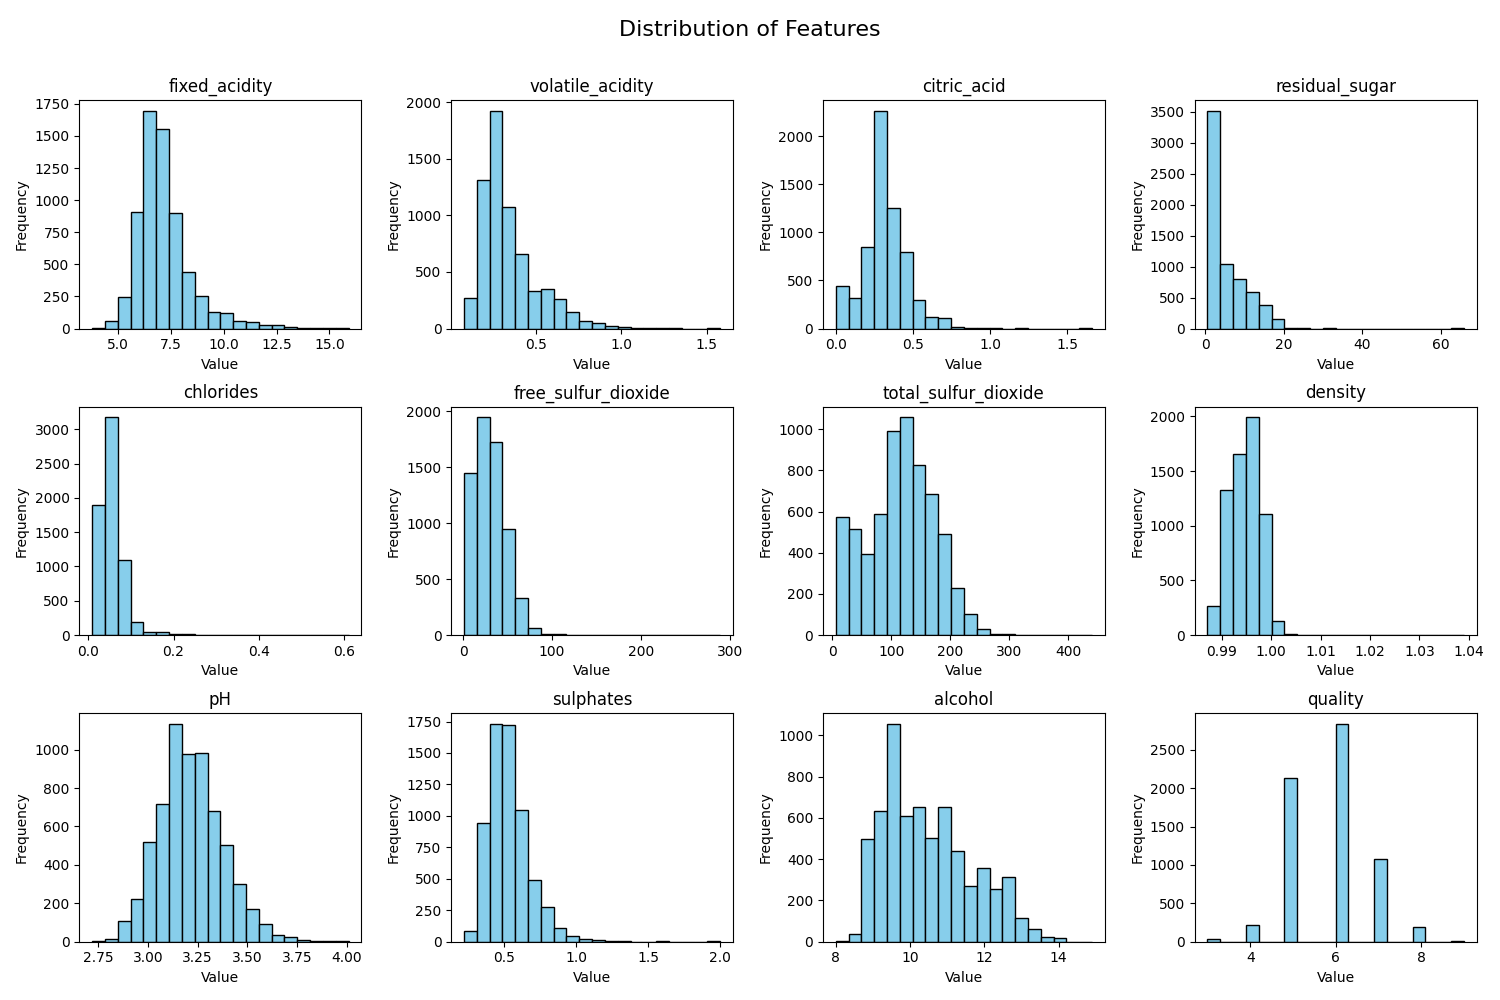 Distribution of Features
fixed_acidity
1750
1500
1250
1000
750
500
250
0
Frequency
5.0 7.5 10.0 12.5 15.0
Value
volatile_acidity
2000
1500
1000
500
0
Frequency
0.5 1.0 1.5
Value
citric_acid
2000
1500
1000
500
0
Frequency
0.0 0.5 1.0 1.5
Value
residual_sugar
3500
3000
2500
2000
1500
1000
500
0
Frequency
0 20 40 60
Value
chlorides
3000
2500
2000
1500
1000
500
0
Frequency
0.0 0.2 0.4 0.6
Value
free_sulfur_dioxide
2000
1500
1000
500
0
Frequency
0 100 200 300
Value
total_sulfur_dioxide
1000
800
600
400
200
0
Frequency
0 100 200 300 400
Value
density
2000
1500
1000
500
0
Frequency
0.99 1.00 1.01 1.02 1.03 1.04
Value
pH
1000
800
600
400
200
0
Frequency
2.75 3.00 3.25 3.50 3.75 4.00
Value
sulphates
1750
1500
1250
1000
750
500
250
0
Frequency
0.5 1.0 1.5 2.0
Value
alcohol
1000
800
600
400
200
0
Frequency
8 10 12 14
Value
quality
2500
2000
1500
1000
500
0
Frequency
4 6 8
Value